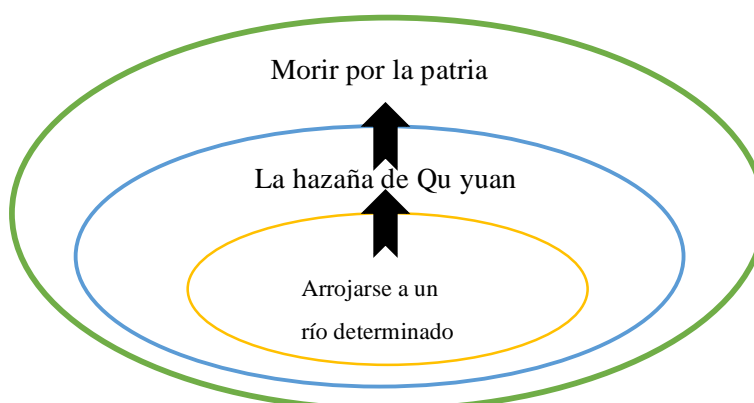 Morir por la patria
La hazaña de Qu yuan
Arrojarse a un
río determinado